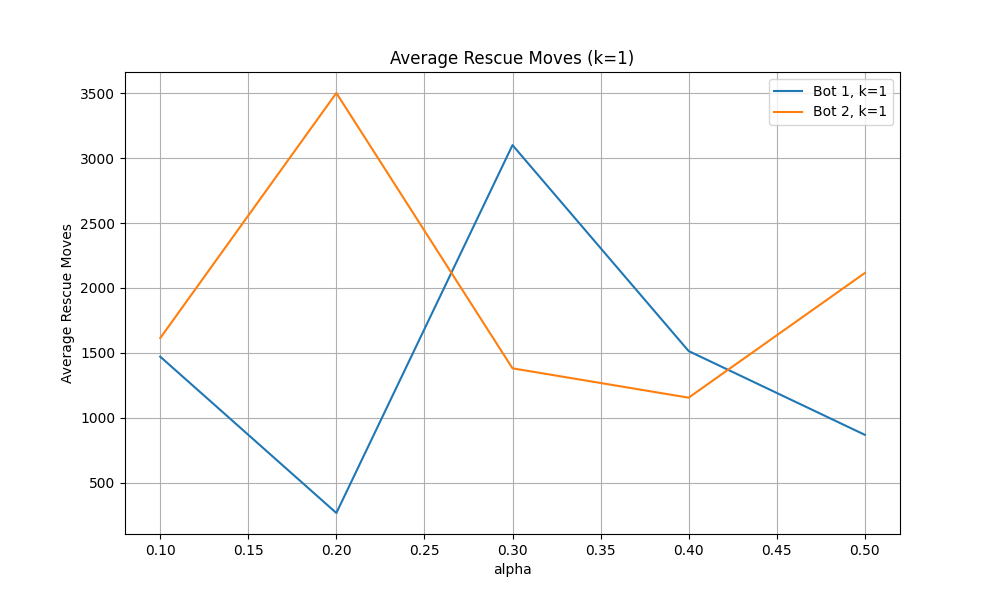 Average Rescue Moves (k=1)
Bot 1, k=1
Bot 2, k=1
Average Rescue Moves
3500
3000
2500
2000
1500
1000
500
0.10 0.15 0.20 0.25 0.30 0.35 0.40 0.45 0.50
alpha